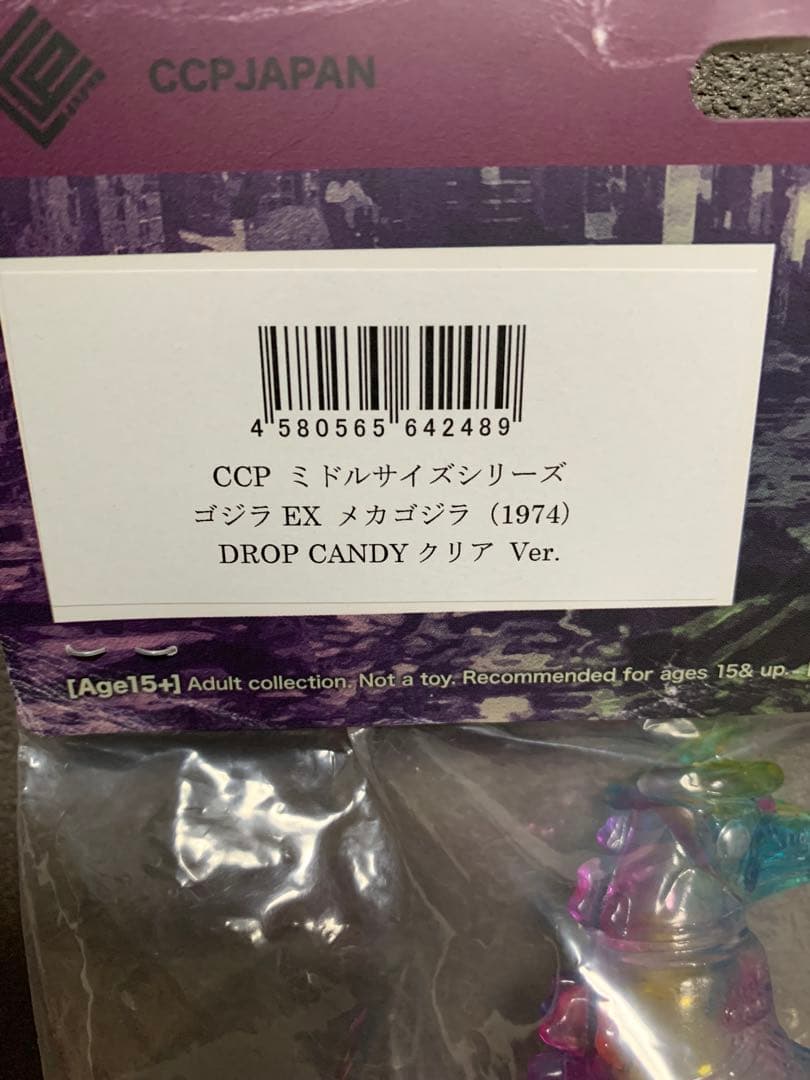 CCPJAPAN
4 580565 642489
CCP ミドルサイズシリーズ
ゴジラ EX メカゴジラ（1974）
DROP CANDY クリア Ver.
[Age15+] Adult collection. Not a toy. Recommended for ages 15& up.